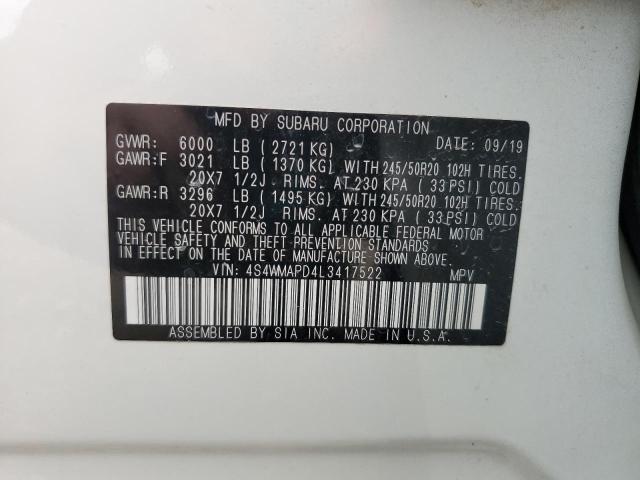 MFD BY SUBARU CORPORATION
GVWR: 6000 LB ( 2721 KG) DATE: 09/19
GAWR:F 3021 LB ( 1370 KG) WITH 245/50R20 102H TIRES.
20X7 1/2J RIMS. AT 230 KPA ( 33 PSI) COLD
GAWR:R 3296 LB ( 1495 KG) WITH 245/50R20 102H TIRES.
20X7 1/2J RIMS. AT 230 KPA ( 33 PSI) COLD
THIS VEHICLE CONFORMS TO ALL APPLICABLE FEDERAL MOTOR
VEHICLE SAFETY AND THEFT PREVENTION STANDARDS
IN EFFECT ON THE DATE OF MANUFACTURE SHOWN ABOVE.
VIN: 4S4WMAPD4L3417522 MPV
ASSEMBLED BY SIA INC. MADE IN U.S.A.